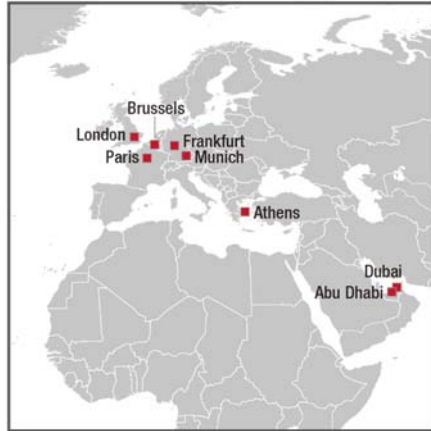 Brussels
London
Frankfurt
Paris
Munich
Athens
Dubai
Abu Dhabi